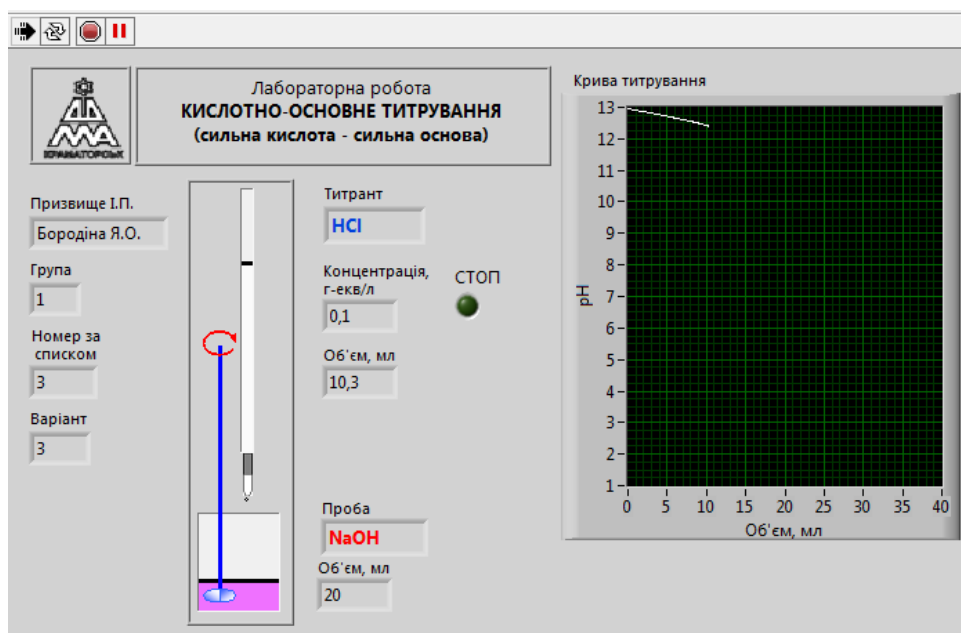 Лабораторна робота
КИСЛОТНО-ОСНОВНЕ ТИТРУВАННЯ
(сильна кислота - сильна основа)
КРАМАТОРСЬК
Призвище І.П.
Бородіна Я.О.
Група
1
Номер за
списком
3
Варіант
3
Титрант
HCl
Концентрація,
г-екв/л
0,1
СТОП
Об'єм, мл
10,3
Проба
NaOH
Об'єм, мл
20
Крива титрування
13
12
11
10
9
8
7
6
5
4
3
2
1
pH
0 5 10 15 20 25 30 35 40
Об'єм, мл